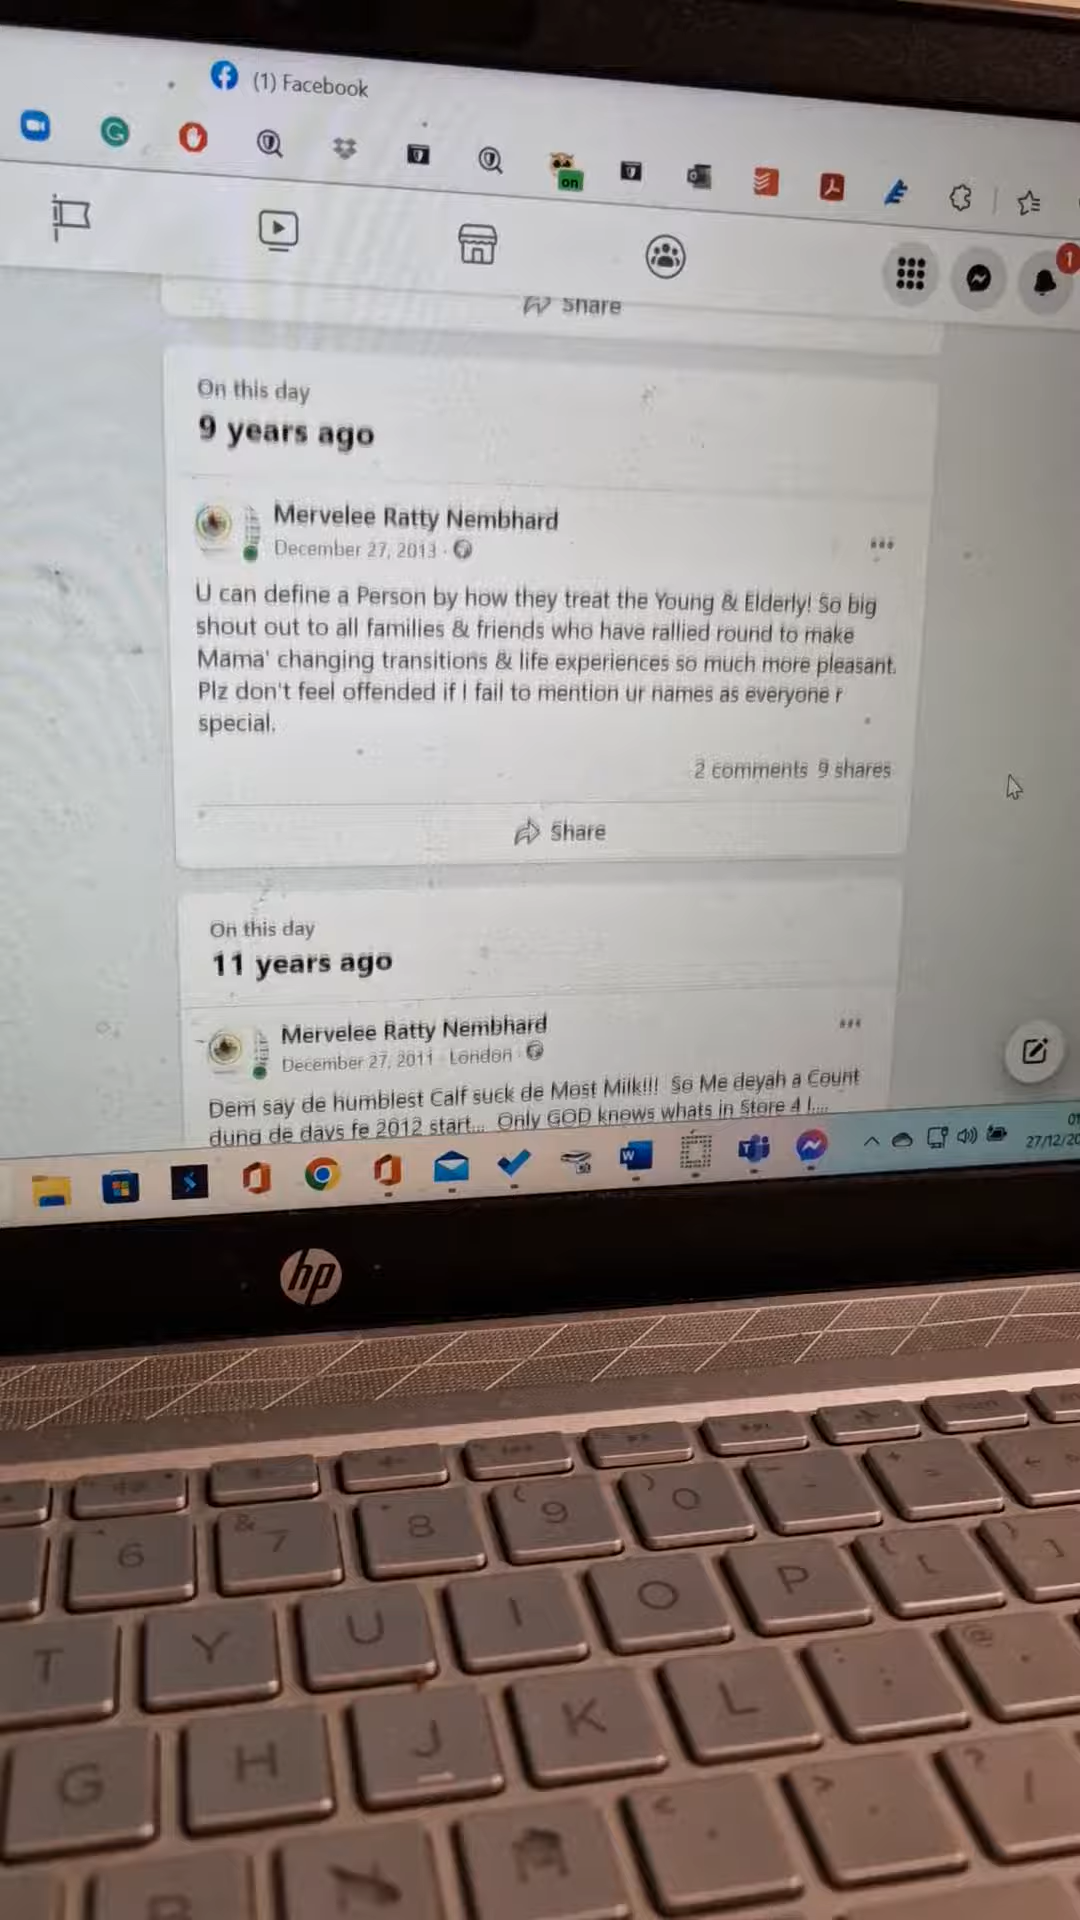 (1) Facebook
on
1
Share
On this day
9 years ago
Mervelee Ratty Nembhard
December 27, 2013 ·
U can define a Person by how they treat the Young & Elderly! So big
shout out to all families & friends who have rallied round to make
Mama' changing transitions & life experiences so much more pleasant.
Plz don't feel offended if I fail to mention ur names as everyone r
special.
2 comments 9 shares
Share
On this day
11 years ago
Mervelee Ratty Nembhard
December 27, 2011 · London ·
Dem say de humblest Calf suck de Most Milk!!! So Me deyah a Count
dung de days fe 2012 start... Only GOD knows whats in Store 4 I....
01
27/12/20
hp
6 & 7 * 8 ( 9 ) 0 - + =
T Y U I O P { [ } ]
G H J K L : ; @
B N M < > ? /